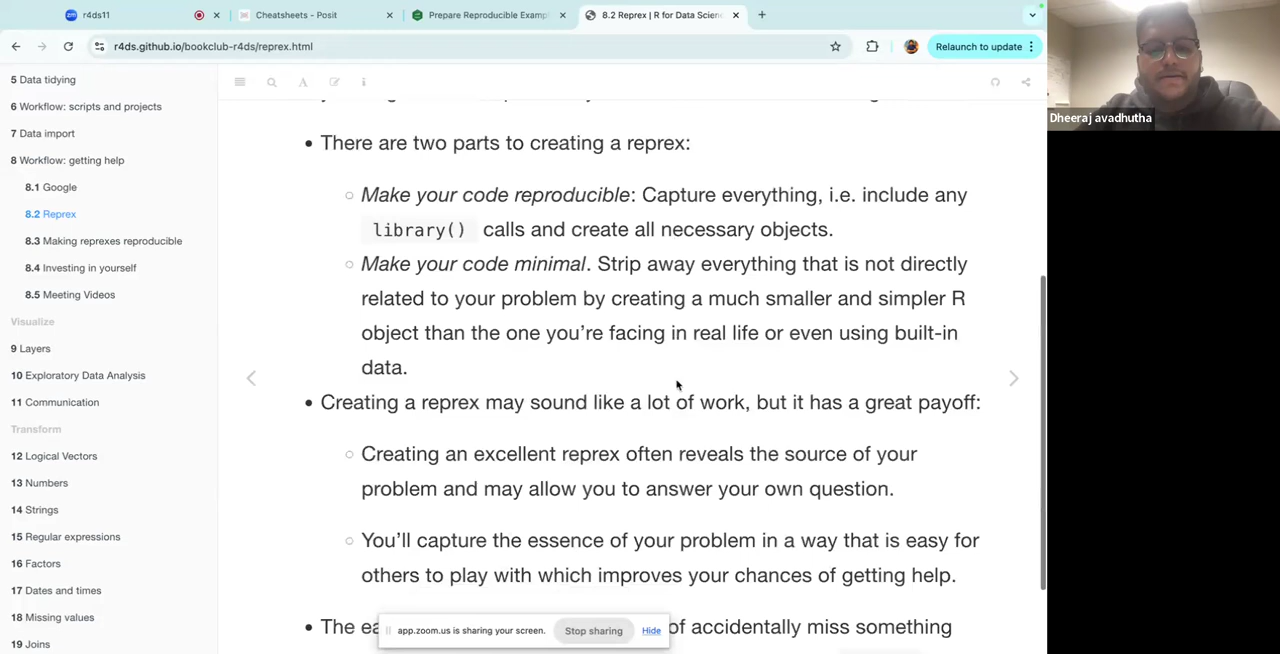 zm r4ds11
Cheatsheets - Posit
Prepare Reproducible Exampl
8.2 Reprex | R for Data Scien
r4ds.github.io/bookclub-r4ds/reprex.html
Relaunch to update
Dheeraj avadhutha
5 Data tidying
6 Workflow: scripts and projects
7 Data import
8 Workflow: getting help
8.1 Google
8.2 Reprex
8.3 Making reprexes reproducible
8.4 Investing in yourself
8.5 Meeting Videos
Visualize
9 Layers
10 Exploratory Data Analysis
11 Communication
Transform
12 Logical Vectors
13 Numbers
14 Strings
15 Regular expressions
16 Factors
17 Dates and times
18 Missing values
19 Joins
• There are two parts to creating a reprex:
Make your code reproducible: Capture everything, i.e. include any
library() calls and create all necessary objects.
Make your code minimal. Strip away everything that is not directly
related to your problem by creating a much smaller and simpler R
object than the one you’re facing in real life or even using built-in
data.
• Creating a reprex may sound like a lot of work, but it has a great payoff:
Creating an excellent reprex often reveals the source of your
problem and may allow you to answer your own question.
You’ll capture the essence of your problem in a way that is easy for
others to play with which improves your chances of getting help.
• The ea
of accidentally miss something
app.zoom.us is sharing your screen.
Stop sharing
Hide